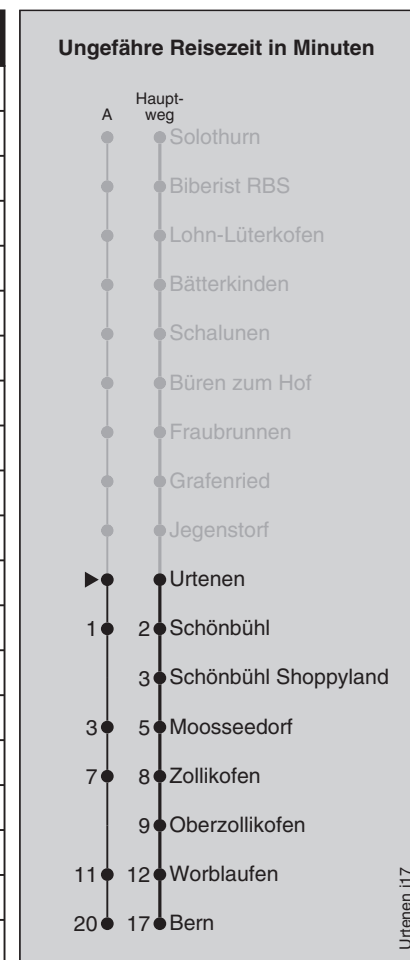 Ungefähre Reisezeit in Minuten
A Haupt-
weg
Solothurn
Biberist RBS
Lohn-Lüterkofen
Bätterkinden
Schalunen
Büren zum Hof
Fraubrunnen
Grafenried
Jegenstorf
Urtenen
1 2 Schönbühl
3 Schönbühl Shoppyland
3 5 Moosseedorf
7 8 Zollikofen
9 Oberzollikofen
11 12 Worblaufen
20 17 Bern
Urtenen j17